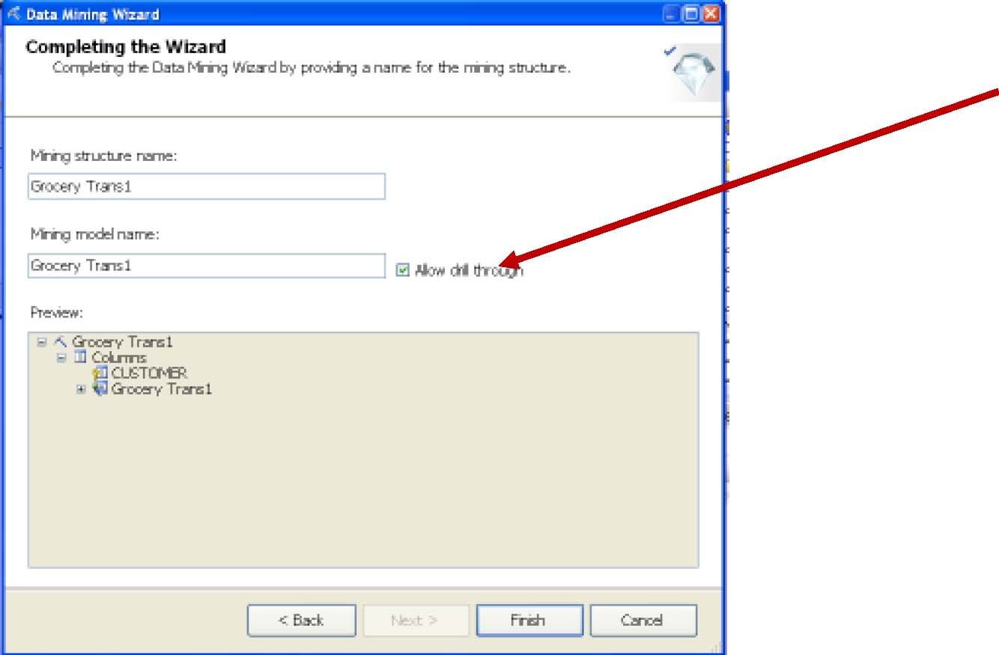 Data Mining Wizard
Completing the Wizard
Completing the Data Mining Wizard by providing a name for the mining structure.
Mining structure name:
Grocery Trans1
Mining model name:
Grocery Trans1
Allow drill through
Preview:
Grocery Trans1
Columns
CUSTOMER
Grocery Trans1
< Back
Next >
Finish
Cancel